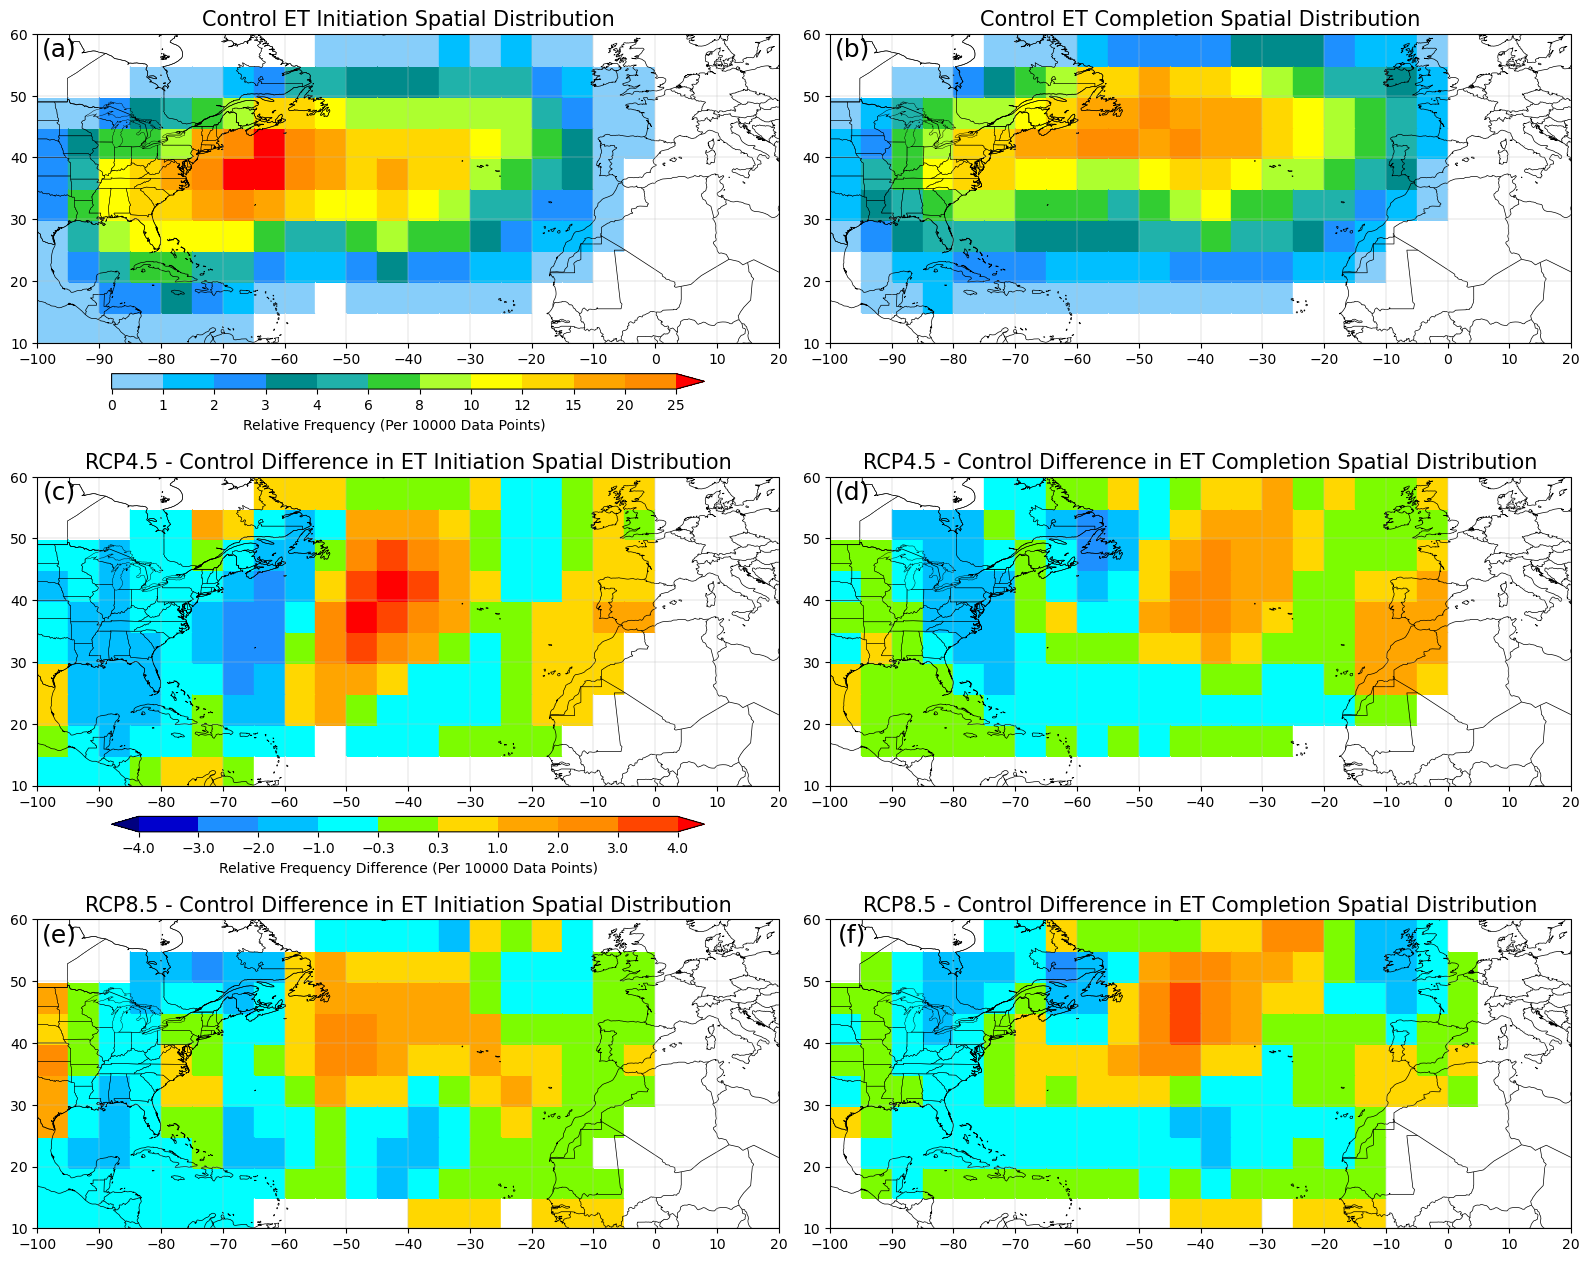 Control ET Initiation Spatial Distribution
Control ET Completion Spatial Distribution
(a)
(b)
60
50
40
30
20
10
−100 −90 −80 −70 −60 −50 −40 −30 −20 −10 0 10 20
60
50
40
30
20
10
−100 −90 −80 −70 −60 −50 −40 −30 −20 −10 0 10 20
0 1 2 3 4 6 8 10 12 15 20 25
Relative Frequency (Per 10000 Data Points)
RCP4.5 - Control Difference in ET Initiation Spatial Distribution
RCP4.5 - Control Difference in ET Completion Spatial Distribution
(c)
(d)
60
50
40
30
20
10
−100 −90 −80 −70 −60 −50 −40 −30 −20 −10 0 10 20
60
50
40
30
20
10
−100 −90 −80 −70 −60 −50 −40 −30 −20 −10 0 10 20
−4.0 −3.0 −2.0 −1.0 −0.3 0.3 1.0 2.0 3.0 4.0
Relative Frequency Difference (Per 10000 Data Points)
RCP8.5 - Control Difference in ET Initiation Spatial Distribution
RCP8.5 - Control Difference in ET Completion Spatial Distribution
(e)
(f)
60
50
40
30
20
10
−100 −90 −80 −70 −60 −50 −40 −30 −20 −10 0 10 20
60
50
40
30
20
10
−100 −90 −80 −70 −60 −50 −40 −30 −20 −10 0 10 20